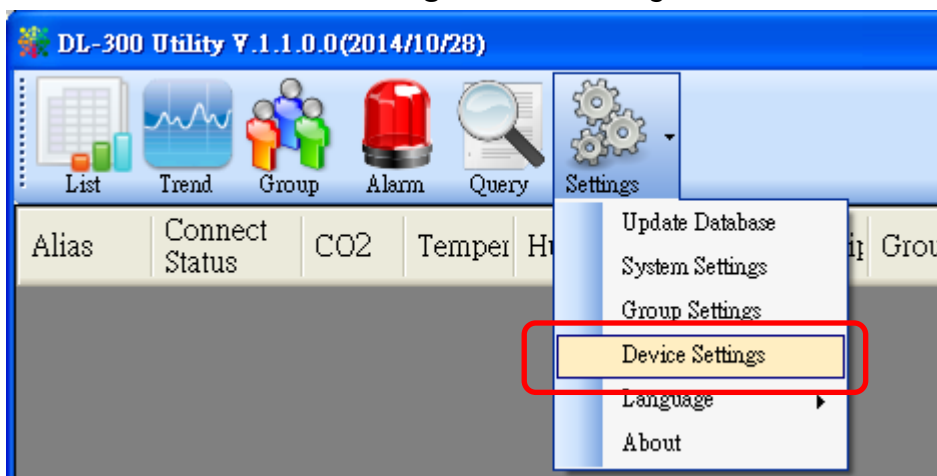 DL-300 Utility V.1.1.0.0(2014/10/28)
List Trend Group Alarm Query Settings
Alias Connect Status CO2
Update Database
System Settings
Group Settings
Device Settings
Language
About